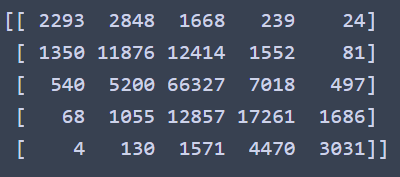 [[ 2293 2848 1668 239 24]
[ 1350 11876 12414 1552 81]
[ 540 5200 66327 7018 497]
[ 68 1055 12857 17261 1686]
[ 4 130 1571 4470 3031]]